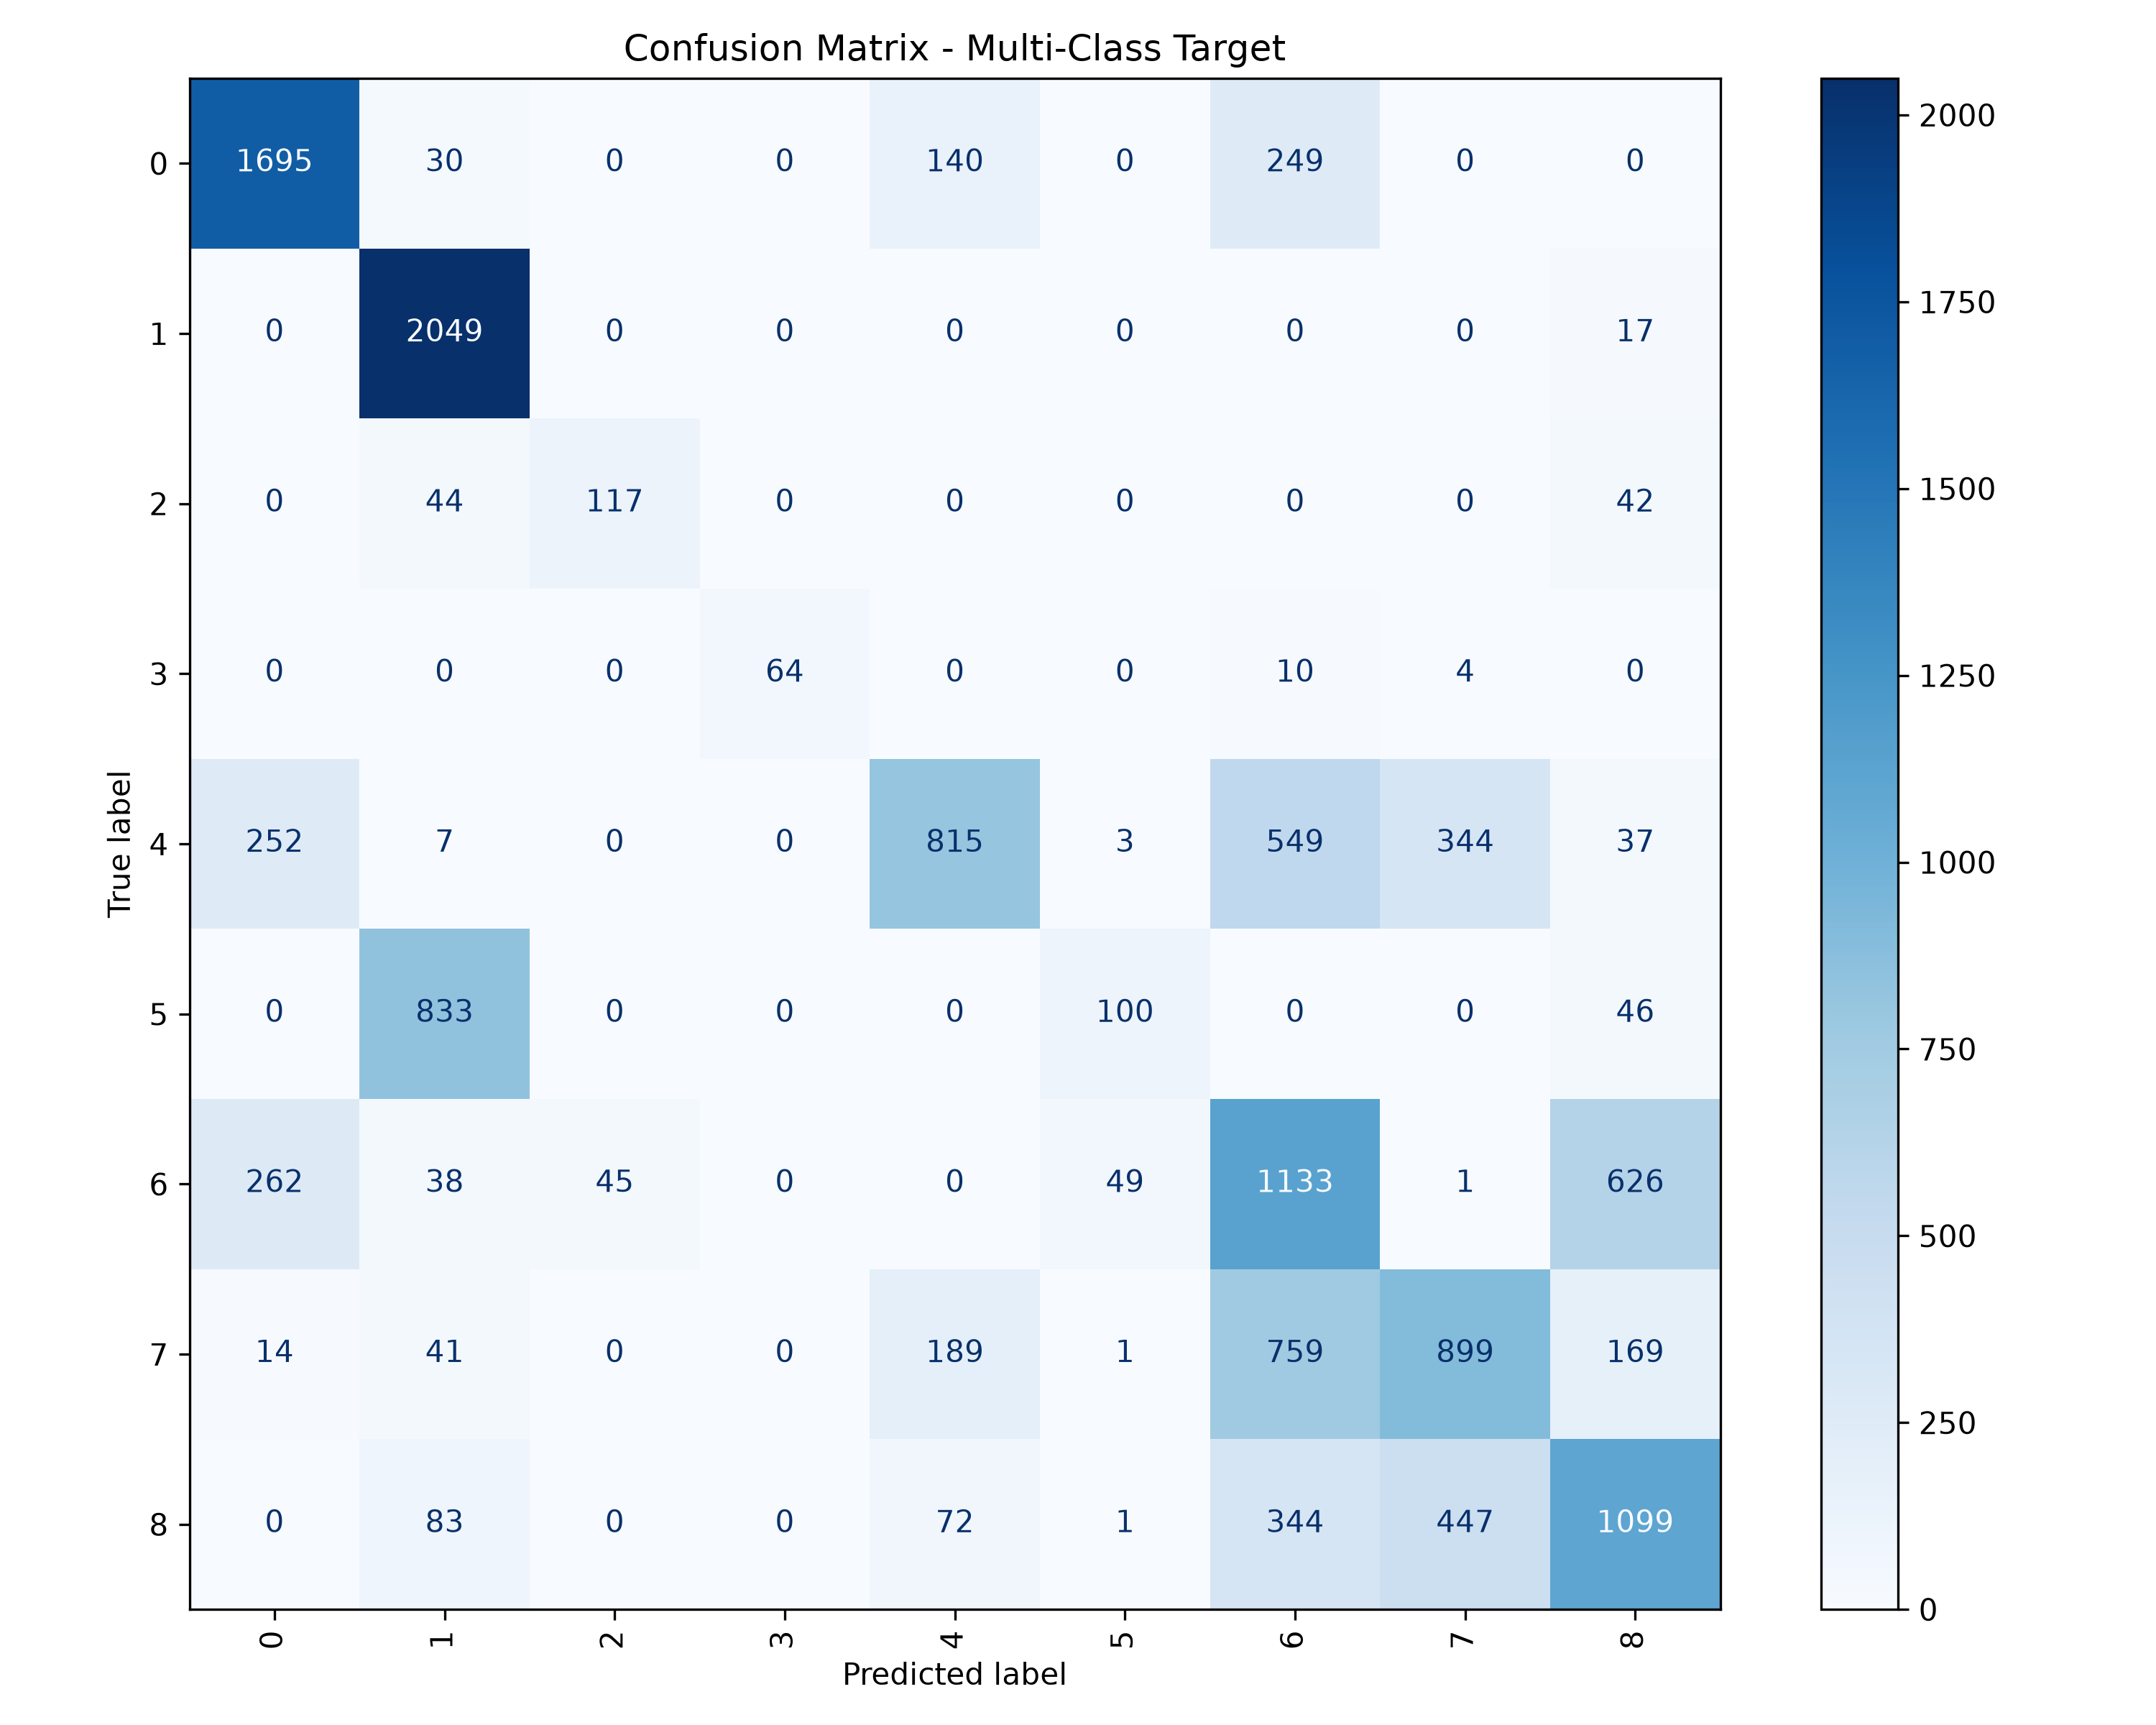 Confusion Matrix - Multi-Class Target
0 1695 30 0 0 140 0 249 0 0
1 0 2049 0 0 0 0 0 0 17
2 0 44 117 0 0 0 0 0 42
3 0 0 0 64 0 0 10 4 0
4 252 7 0 0 815 3 549 344 37
5 0 833 0 0 0 100 0 0 46
6 262 38 45 0 0 49 1133 1 626
7 14 41 0 0 189 1 759 899 169
8 0 83 0 0 72 1 344 447 1099
0 1 2 3 4 5 6 7 8
Predicted label
True label
2000
1750
1500
1250
1000
750
500
250
0